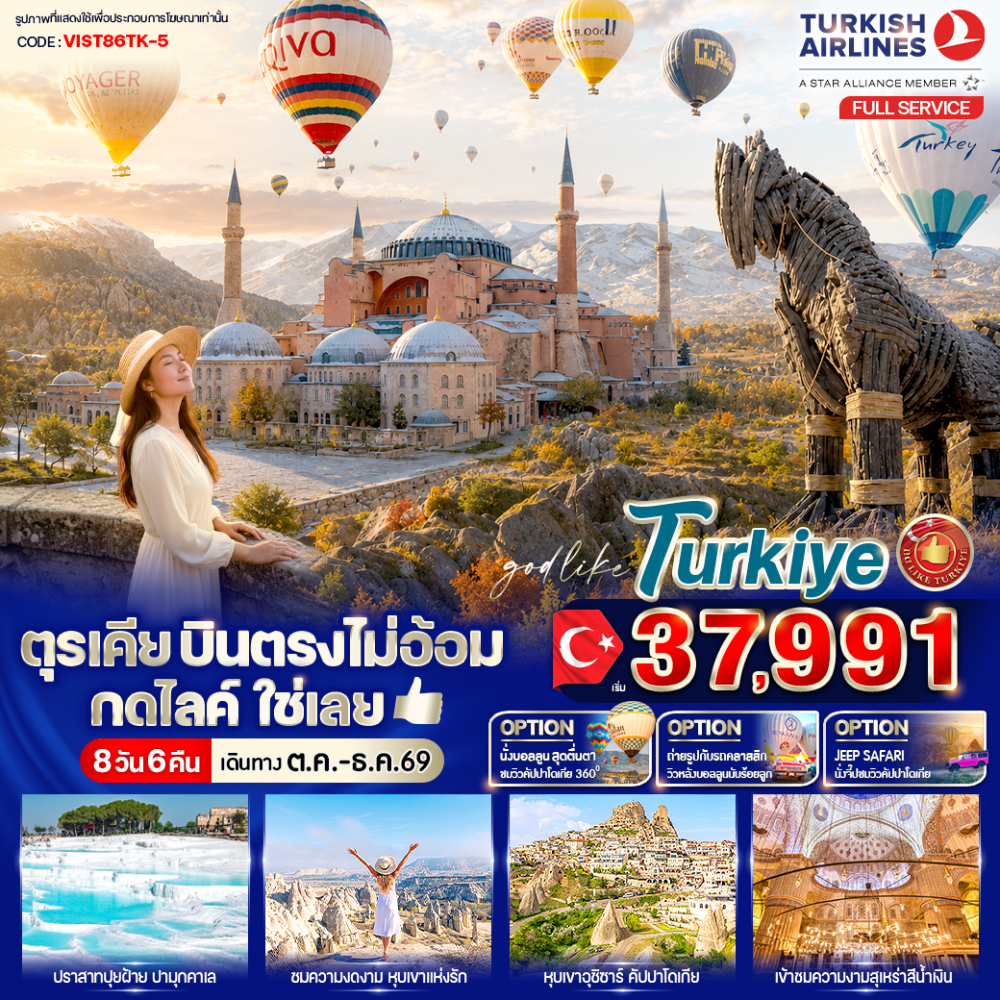 รูปภาพที่แสดงใช้เพื่อประกอบการโฆษณาเท่านั้น
CODE : VIST86TK-5
TURKISH
AIRLINES
A STAR ALLIANCE MEMBER
FULL SERVICE
OYAGER
QIVA
Turkey
godlike Turkiye
ตุรเคีย บินตรงไม่อ้อม
กดไลค์ ใช่เลย
8 วัน 6 คืน
เดินทาง ต.ค.-ธ.ค.69
เริ่ม
37,991
OPTION
นั่งบอลลูน สุดตื่นตา
ชมวิวคัปปาโดเกีย 360⁰
OPTION
ถ่ายรูปกับรถคลาสสิก
วิวหลังบอลลูนนับร้อยลูก
OPTION
JEEP SAFARI
นั่งจี๊ปชมวิวคัปปาโดเกีย
ปราสาทปุยฝ้าย ปามุกคาเล
ชมความงดงาม หุบเขาแห่งรัก
หุบเขาอุชิซาร์ คัปปาโดเกีย
เข้าชมความงามสุเหร่าสีน้ำเงิน